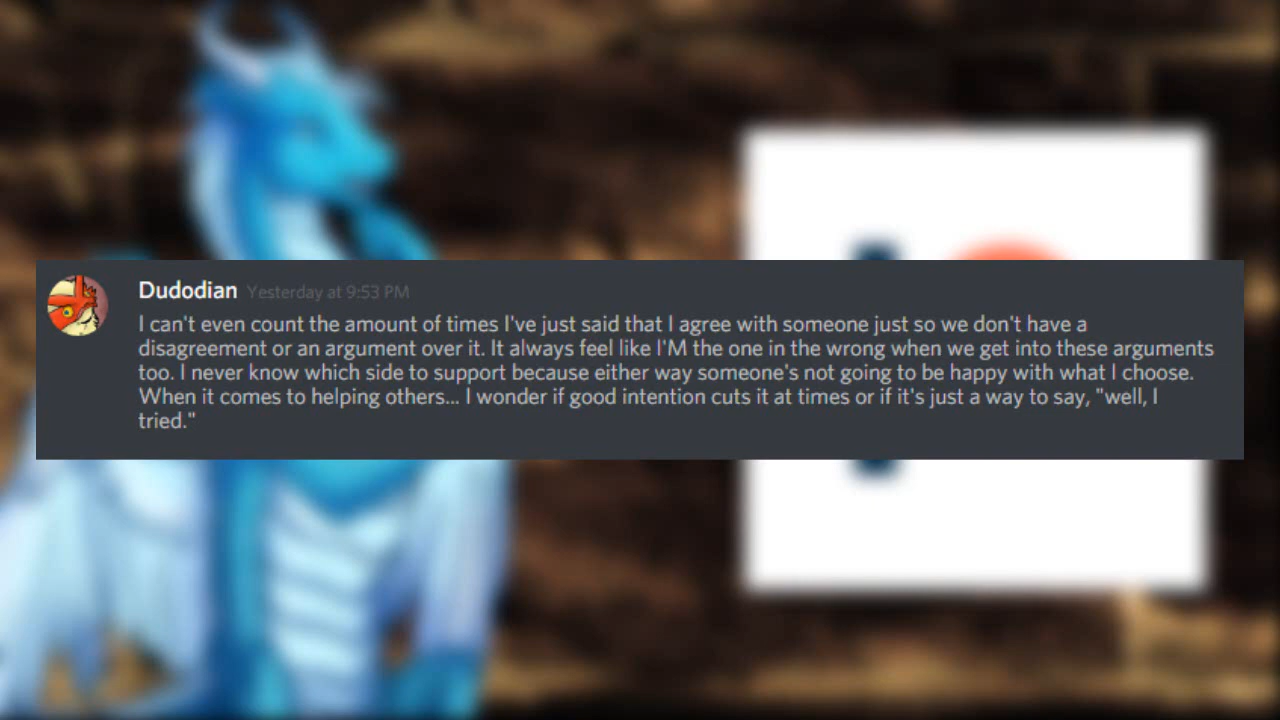 Dudodian Yesterday at 9:53 PM
I can't even count the amount of times I've just said that I agree with someone just so we don't have a
disagreement or an argument over it. It always feel like I'M the one in the wrong when we get into these arguments
too. I never know which side to support because either way someone's not going to be happy with what I choose.
When it comes to helping others... I wonder if good intention cuts it at times or if it's just a way to say, "well, I
tried."